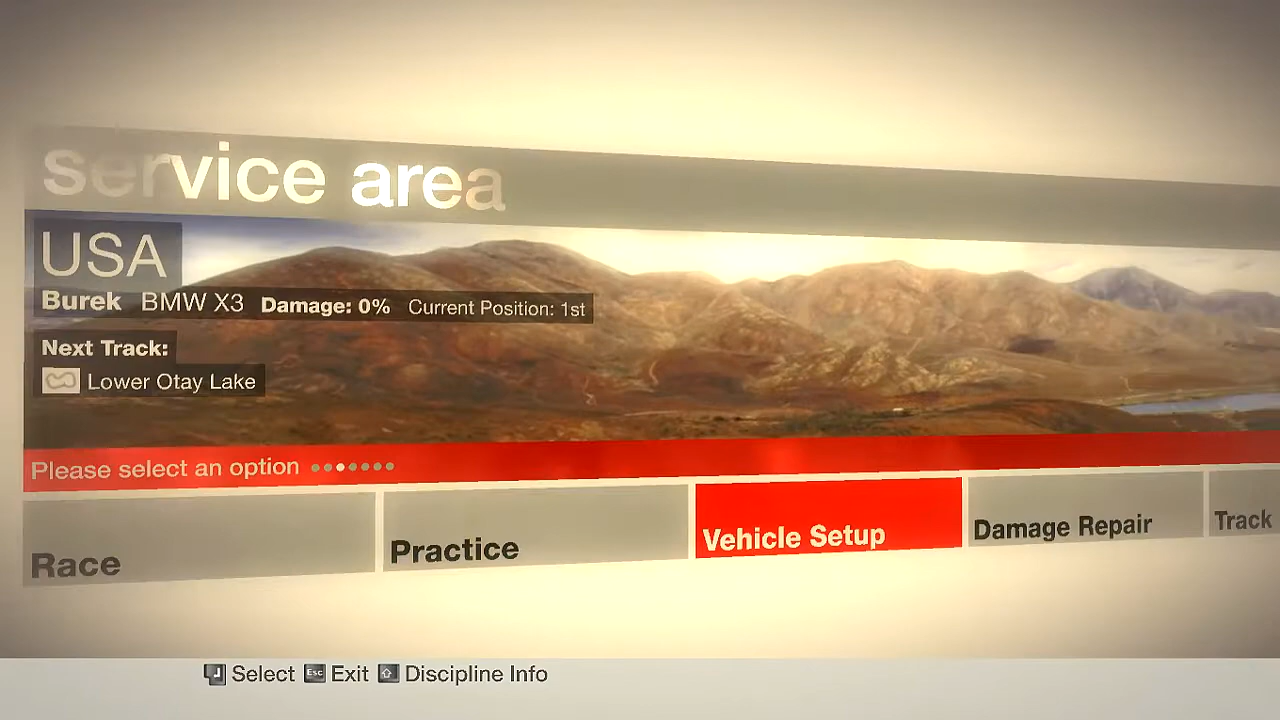 service area
USA
Burek BMW X3 Damage: 0% Current Position: 1st
Next Track:
Lower Otay Lake
Please select an option
Race Practice Vehicle Setup Damage Repair Track
Select Esc Exit Discipline Info